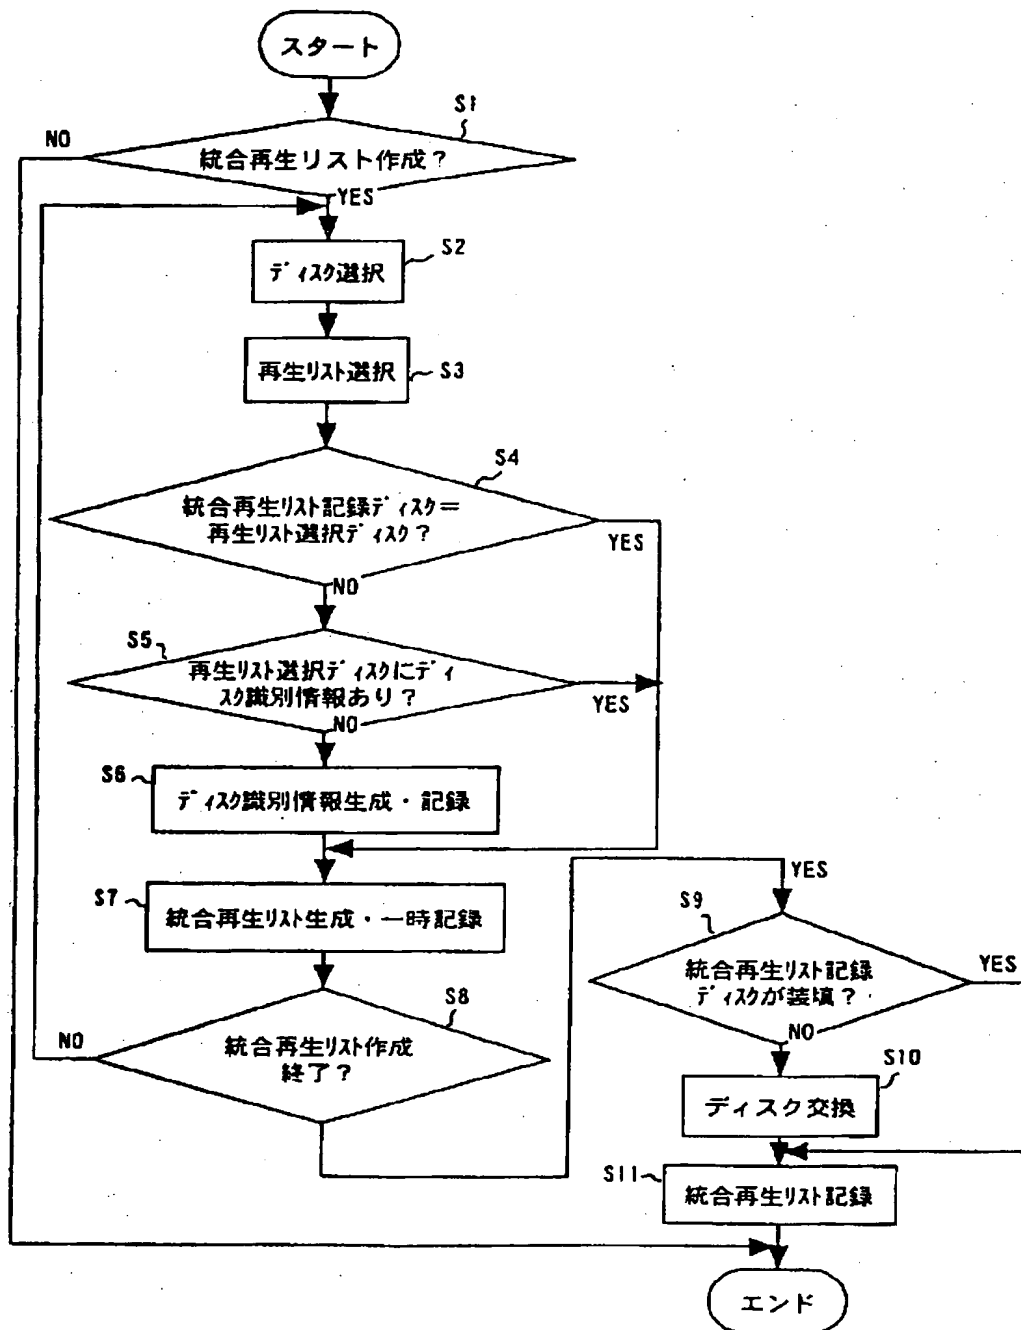 スタート
S1
NO
統合再生リスト作成?
YES
S2
ディスク選択
再生リスト選択
S3
S4
統合再生リスト記録ディスク=
再生リスト選択ディスク?
YES
NO
S5
再生リスト選択ディスクにディ
スク識別情報あり?
YES
NO
S6
ディスク識別情報生成・記録
S7
統合再生リスト生成・一時記録
S8
NO
統合再生リスト作成
終了?
YES
S9
統合再生リスト記録
ディスクが装填?
YES
NO
S10
ディスク交換
S11
統合再生リスト記録
エンド